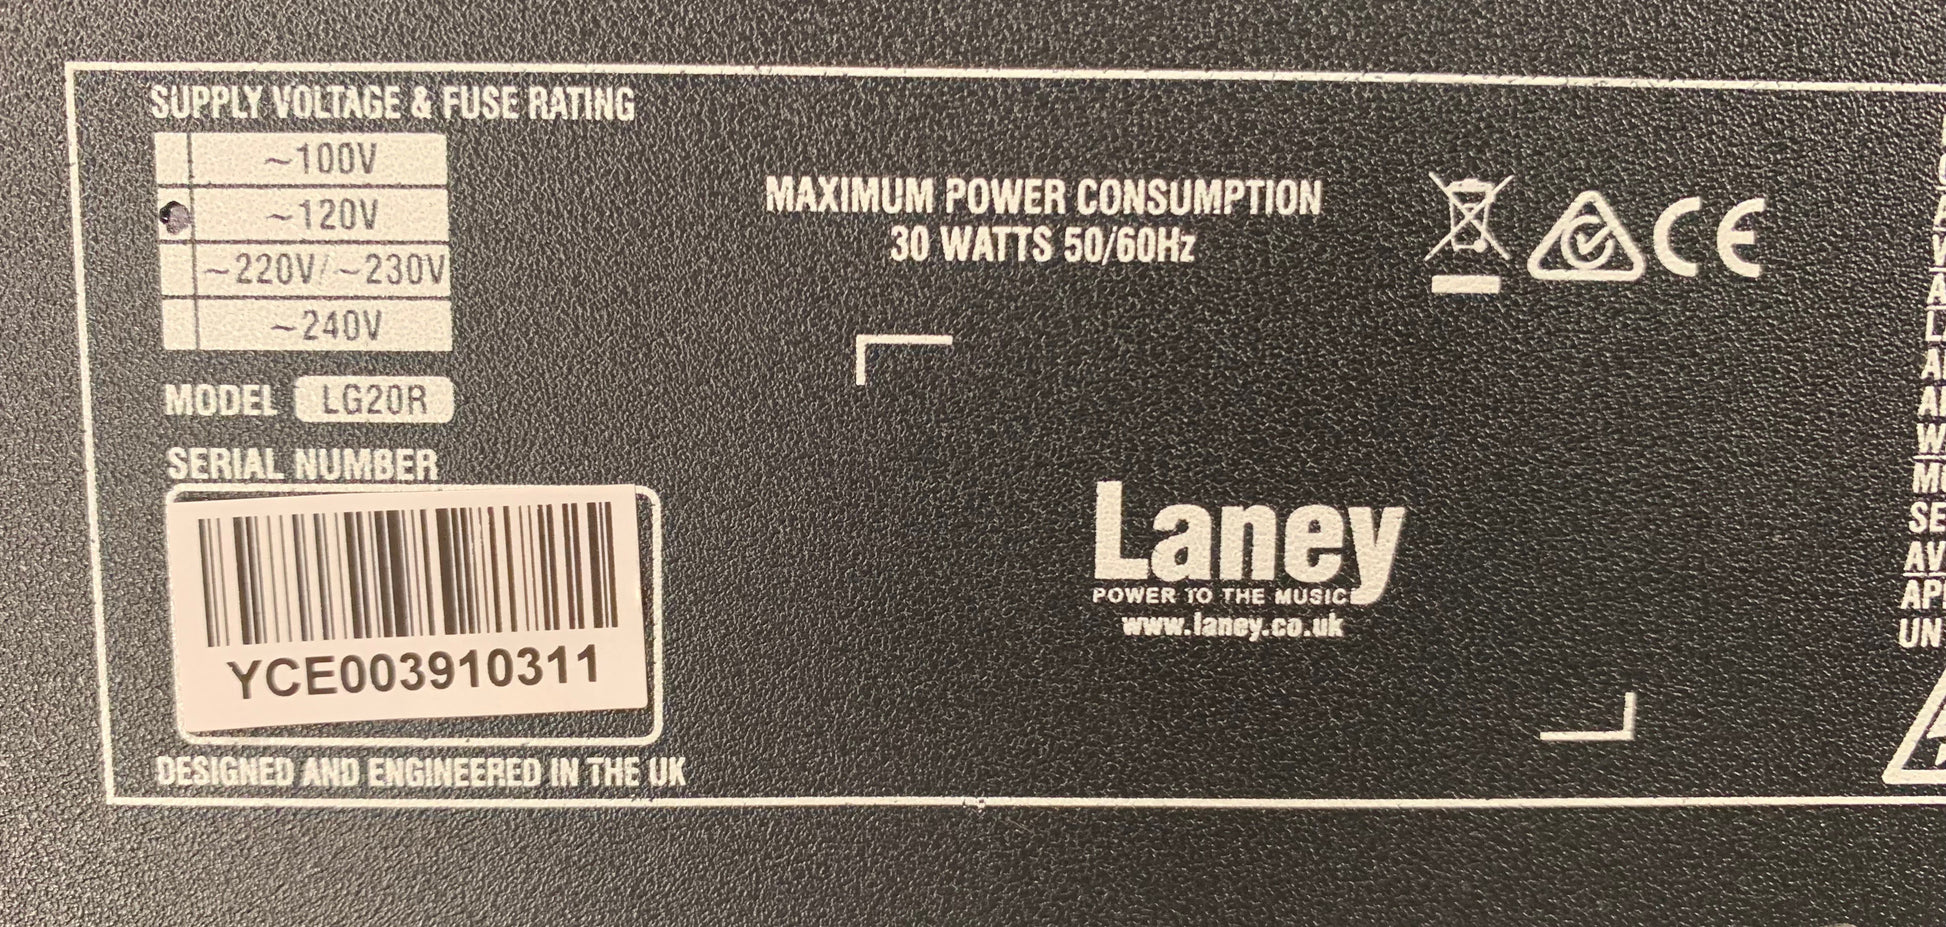 SUPPLY VOLTAGE & FUSE RATING
~100V
~120V
~220V/~230V
~240V
MODEL LG20R
SERIAL NUMBER
YCE003910311
DESIGNED AND ENGINEERED IN THE UK
MAXIMUM POWER CONSUMPTION
30 WATTS 50/60Hz
CE
Laney
POWER TO THE MUSIC
www.laney.co.uk